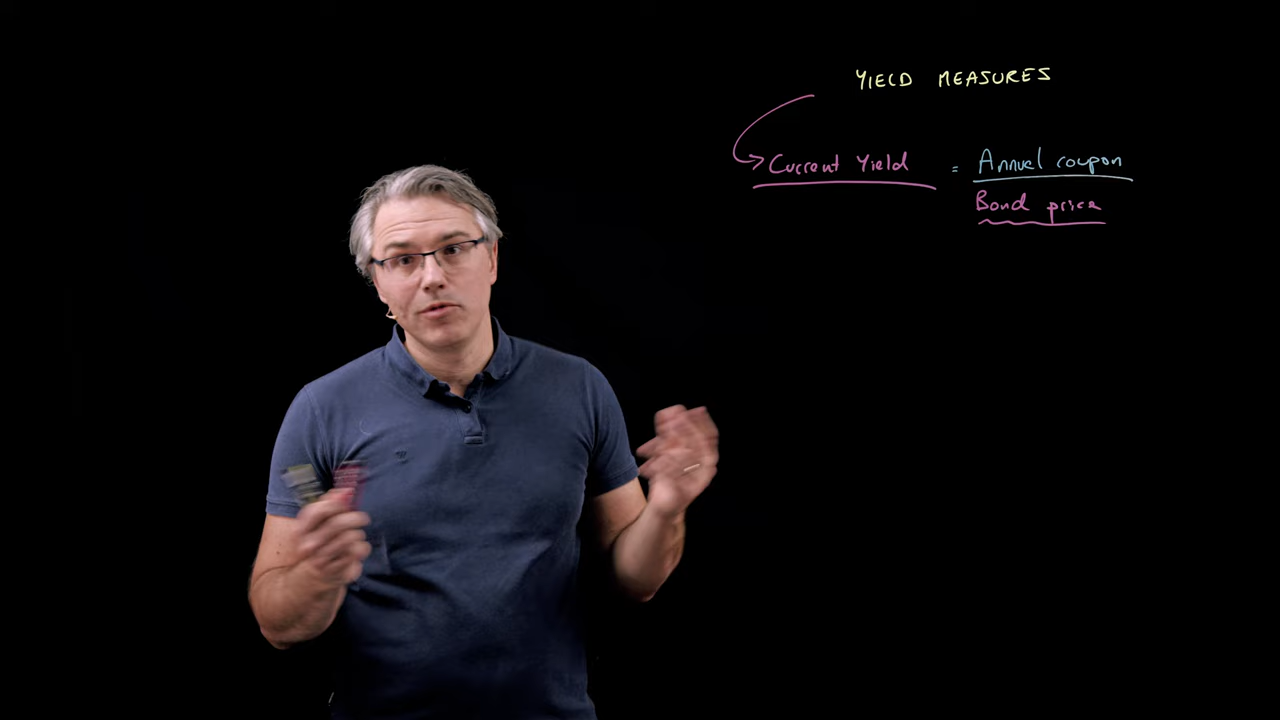 YIELD MEASURES
Current Yield = Annual coupon
Bond price